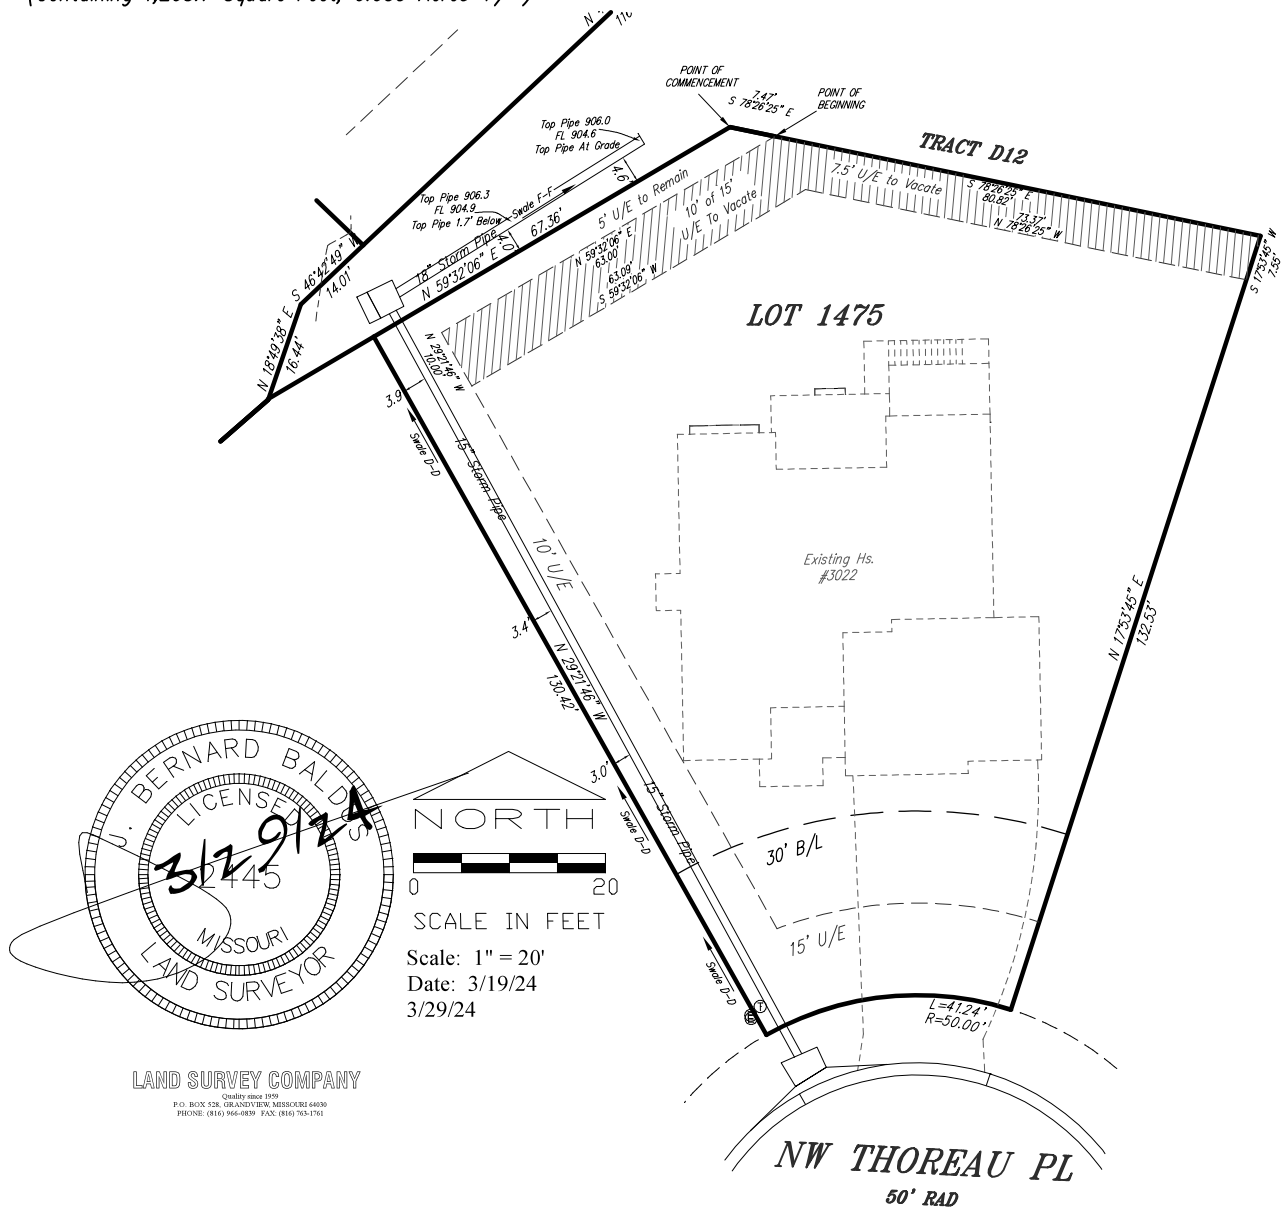 N
110
POINT OF
COMMENCEMENT
7.47'
S 78°26'25" E
POINT OF
BEGINNING
TRACT D12
Top Pipe 906.0
FL 904.6
Top Pipe At Grade
4.6'
Top Pipe 906.3
FL 904.9
Top Pipe 1.7' Below
Swale F-F
4.0'
67.36'
18" Storm Pipe
N 59°32'06" E
5' U/E to Remain
10' of 15'
U/E To Vacate
7.5' U/E to Vacate
S 78°26'25" E
80.82'
73.37'
N 78°26'25" W
S 17°53'45" W
7.55'
N 59°32'06" E
63.00'
63.09'
S 59°32'06" W
S 46°42'49" W
14.01'
N 18°49'38" E
16.44'
N 29°21'46" W
10.00'
LOT 1475
3.9'
Swale D-D
15" Storm Pipe
10' U/E
Existing Hs.
#3022
3.4'
N 29°21'46" W
130.42'
N 17°53'45" E
132.53'
3.0'
Swale D-D
15" Storm Pipe
30' B/L
15' U/E
Swale D-D
T
L=41.24'
R=50.00'
J. BERNARD BALDUS
LICENSED
3/29/24
2445
MISSOURI
LAND SURVEYOR
NORTH
0 20
SCALE IN FEET
Scale: 1" = 20'
Date: 3/19/24
3/29/24
LAND SURVEY COMPANY
Quality since 1959
P.O. BOX 528, GRANDVIEW, MISSOURI 64030
PHONE: (816) 966-0839 FAX: (816) 763-1761
NW THOREAU PL
50' RAD